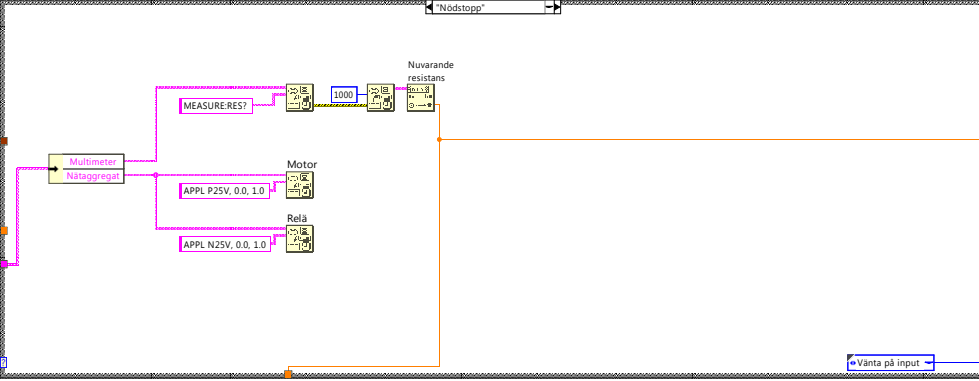 "Nödstopp"
Nuvarande
resistans
1000
MEASURE:RES?
Multimeter
Nätaggregat
Motor
APPL P25V, 0.0, 1.0
Relä
APPL N25V, 0.0, 1.0
?
Vänta på input